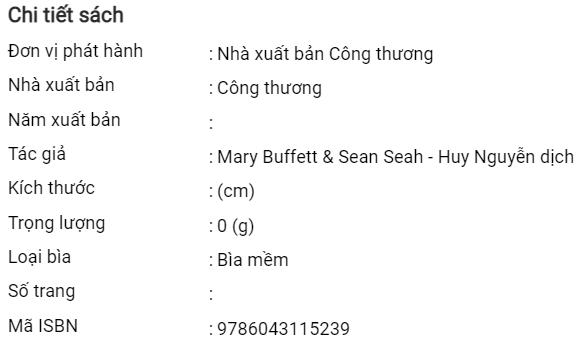 Chi tiết sách
Đơn vị phát hành : Nhà xuất bản Công thương
Nhà xuất bản : Công thương
Năm xuất bản :
Tác giả : Mary Buffett & Sean Seah - Huy Nguyễn dịch
Kích thước : (cm)
Trọng lượng : 0 (g)
Loại bìa : Bìa mềm
Số trang :
Mã ISBN : 9786043115239